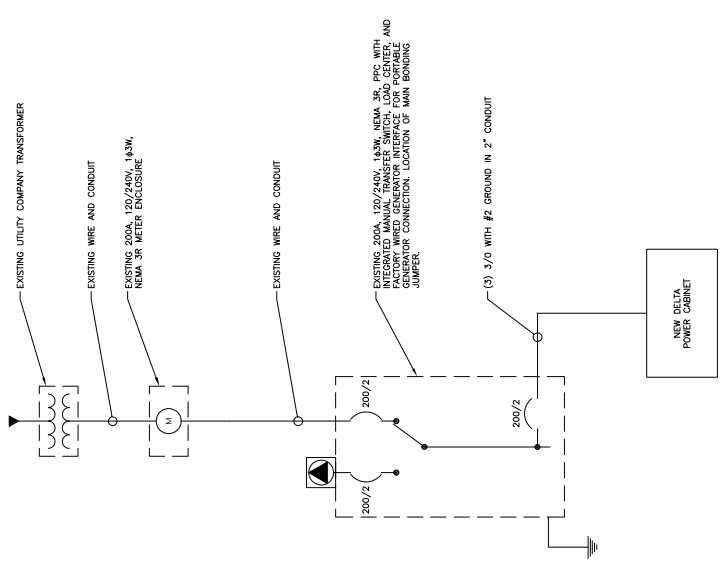 EXISTING UTILITY COMPANY TRANSFORMER
EXISTING WIRE AND CONDUIT
EXISTING 200A, 120/240V, 1ϕ3W,
NEMA 3R METER ENCLOSURE
M
EXISTING WIRE AND CONDUIT
EXISTING 200A, 120/240V, 1ϕ3W, NEMA 3R, PPC WITH
INTEGRATED MANUAL TRANSFER SWITCH, LOAD CENTER, AND
FACTORY WIRED GENERATOR INTERFACE FOR PORTABLE
GENERATOR CONNECTION. LOCATION OF MAIN BONDING
JUMPER.
200/2
200/2
200/2
(3) 3/0 WITH #2 GROUND IN 2" CONDUIT
NEW DELTA
POWER CABINET